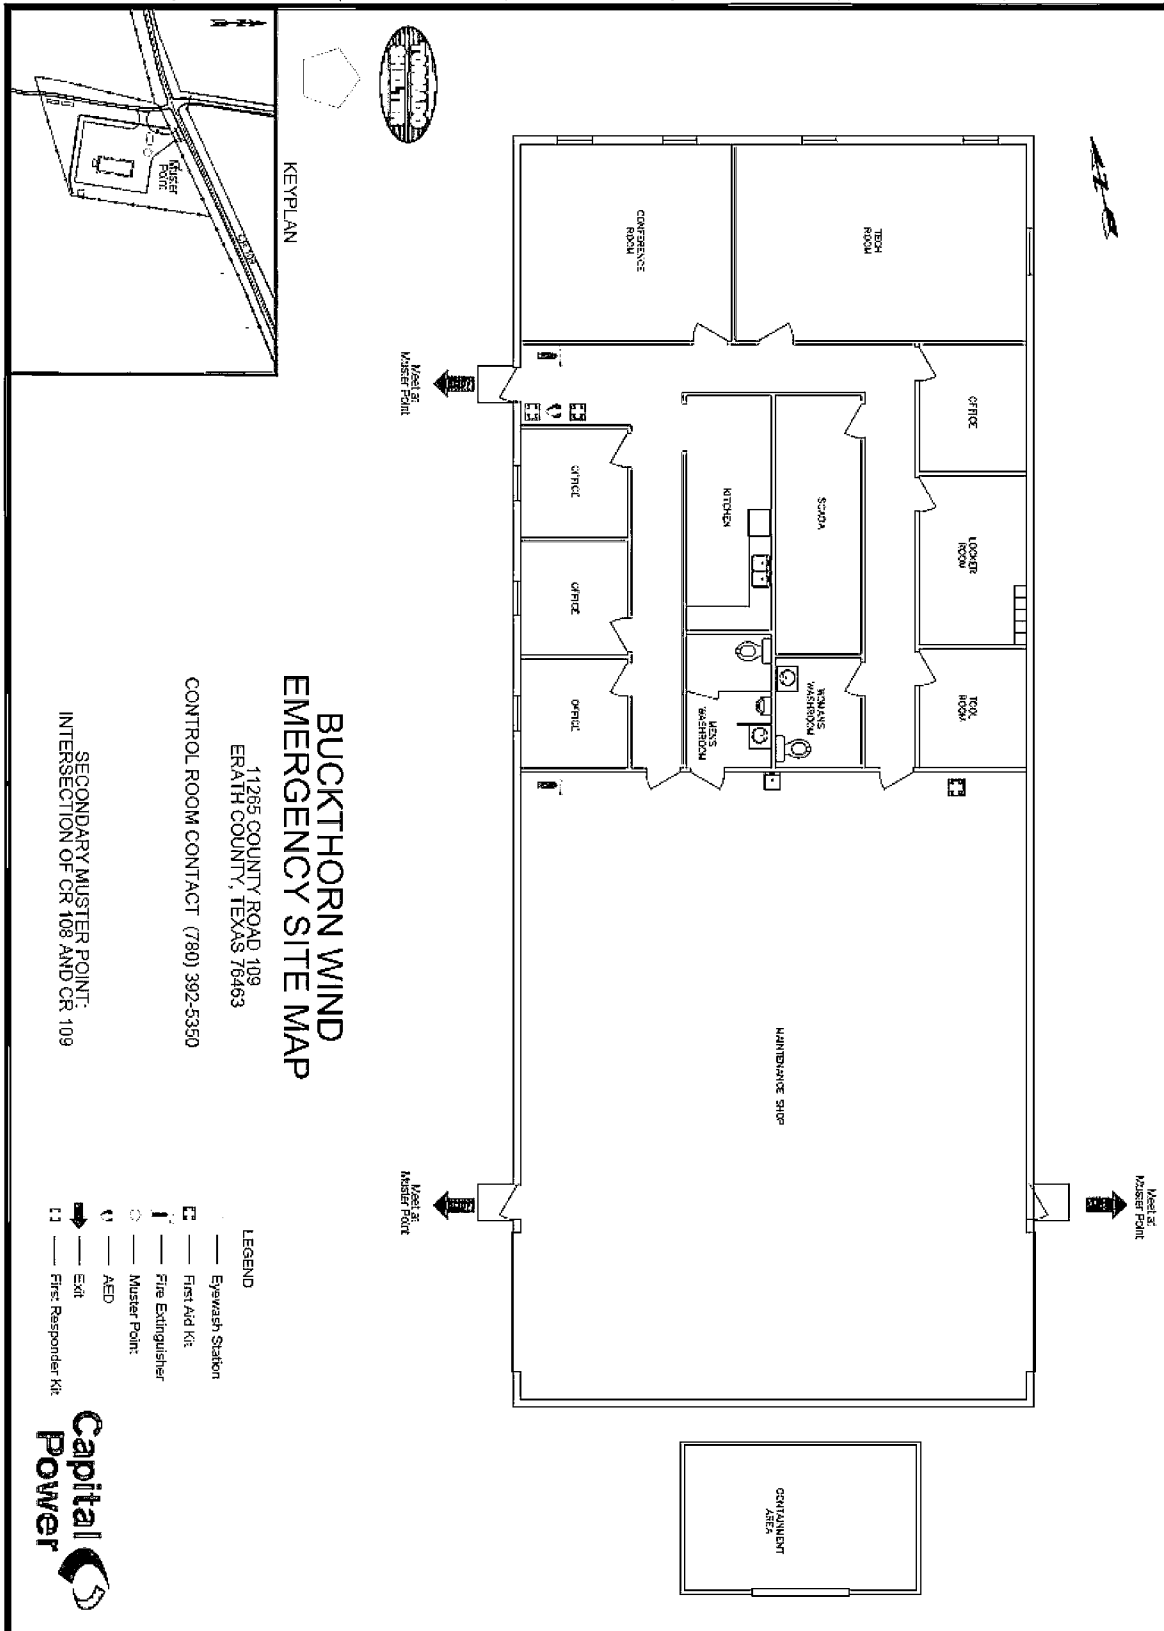 TORNADO
SHELTER
KEYPLAN
Muster
Point
CR 109
TECH
ROOM
CONFERENCE
ROOM
OFFICE
LOCKER
ROOM
TOOL
ROOM
SCADA
KITCHEN
WOMANS
WASHROOM
MENS
WASHROOM
OFFICE
OFFICE
OFFICE
MAINTENANCE SHOP
CONTAINMENT
AREA
Meet at
Muster Point
Meet at
Muster Point
Meet at
Muster Point
BUCKTHORN WIND
EMERGENCY SITE MAP
11265 COUNTY ROAD 109
ERATH COUNTY, TEXAS 76463
CONTROL ROOM CONTACT (780) 392-5350
SECONDARY MUSTER POINT:
INTERSECTION OF CR 108 AND CR 109
LEGEND
Eyewash Station
First Aid Kit
Fire Extinguisher
Muster Point
AED
Exit
First Responder Kit
Capital
Power